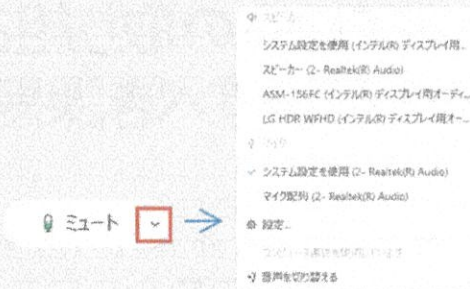 スピーカー
システム設定を使用 (インテル(R) ディスプレイ用...
スピーカー (2- Realtek(R) Audio)
ASM-156FC (インテル(R) ディスプレイ用オーディ...
LG HDR WFHD (インテル(R) ディスプレイ用オー...
マイク
✓ システム設定を使用 (2- Realtek(R) Audio)
マイク配列 (2- Realtek(R) Audio)
ミュート
設定...
音声を切り替える